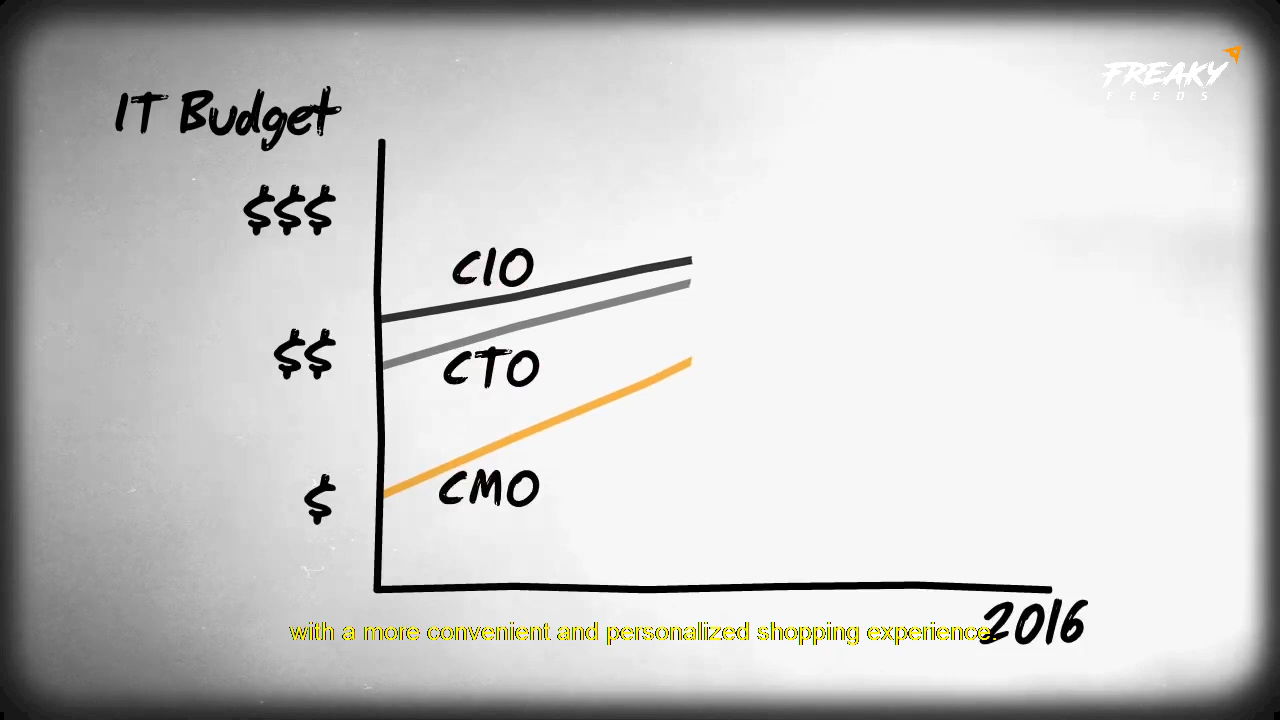 FREAKY
FEEDS
IT Budget
$$$
CIO
$$
CTO
CMO
$
2016
with a more convenient and personalized shopping experience.